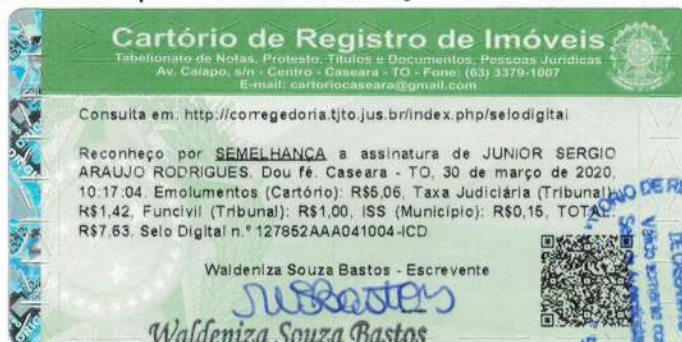 Cartório de Registro de Imóveis
Tabelionato de Notas, Protesto, Títulos e Documentos, Pessoas Jurídicas
Av. Caiapo, s/n - Centro - Caseara - TO - Fone: (63) 3379-1007
E-mail: cartoriocaseara@gmail.com
Consulta em: http://corregedoria.tjto.jus.br/index.php/selodigital
Reconheço por SEMELHANÇA a assinatura de JUNIOR SERGIO
ARAUJO RODRIGUES. Dou fé. Caseara - TO, 30 de março de 2020,
10:17:04. Emolumentos (Cartório): R$5,06, Taxa Judiciária (Tribunal):
R$1,42, Funcivil (Tribunal): R$1,00, ISS (Município): R$0,15, TOTAL:
R$7,63. Selo Digital n.º 127852AAA041004-ICD
Waldeniza Souza Bastos - Escrevente
Waldeniza Souza Bastos